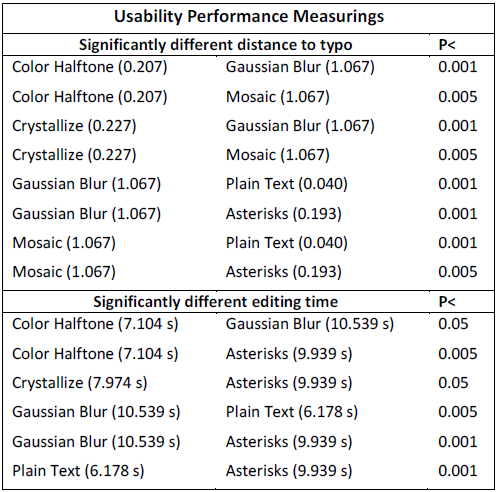 Usability Performance Measurings
Significantly different distance to typo P<
Color Halftone (0.207) Gaussian Blur (1.067) 0.001
Color Halftone (0.207) Mosaic (1.067) 0.005
Crystallize (0.227) Gaussian Blur (1.067) 0.001
Crystallize (0.227) Mosaic (1.067) 0.005
Gaussian Blur (1.067) Plain Text (0.040) 0.001
Gaussian Blur (1.067) Asterisks (0.193) 0.001
Mosaic (1.067) Plain Text (0.040) 0.001
Mosaic (1.067) Asterisks (0.193) 0.005
Significantly different editing time P<
Color Halftone (7.104 s) Gaussian Blur (10.539 s) 0.05
Color Halftone (7.104 s) Asterisks (9.939 s) 0.005
Crystallize (7.974 s) Asterisks (9.939 s) 0.05
Gaussian Blur (10.539 s) Plain Text (6.178 s) 0.005
Gaussian Blur (10.539 s) Asterisks (9.939 s) 0.001
Plain Text (6.178 s) Asterisks (9.939 s) 0.001